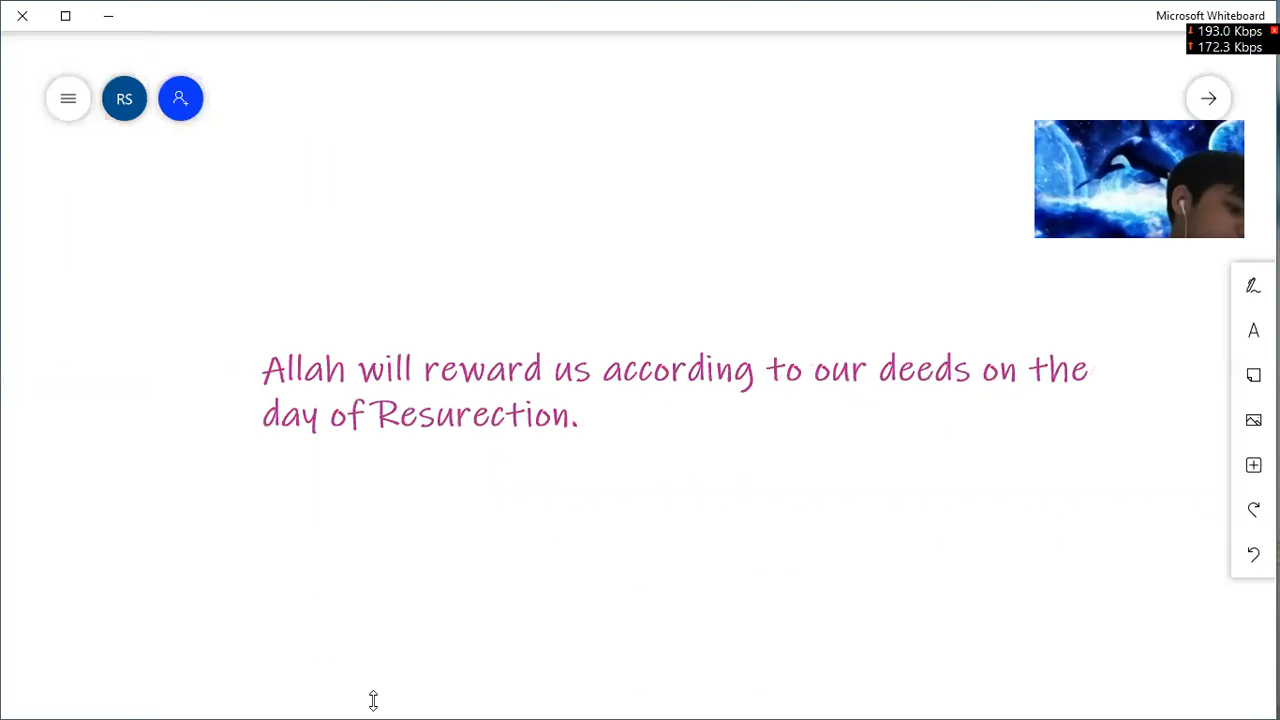 Microsoft Whiteboard
193.0 Kbps
172.3 Kbps
RS
Allah will reward us according to our deeds on the
day of Resurection.